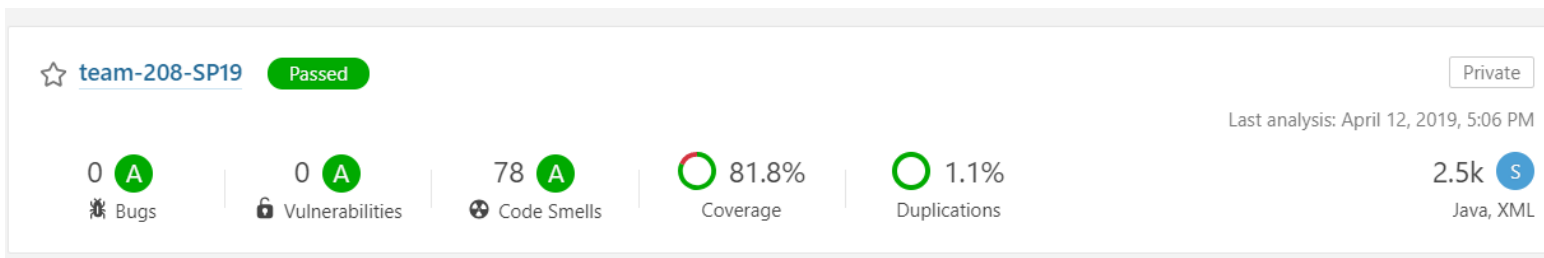 team-208-SP19 Passed Private
Last analysis: April 12, 2019, 5:06 PM
0 A 0 A 78 A 81.8% 1.1% 2.5k S
Bugs Vulnerabilities Code Smells Coverage Duplications Java, XML